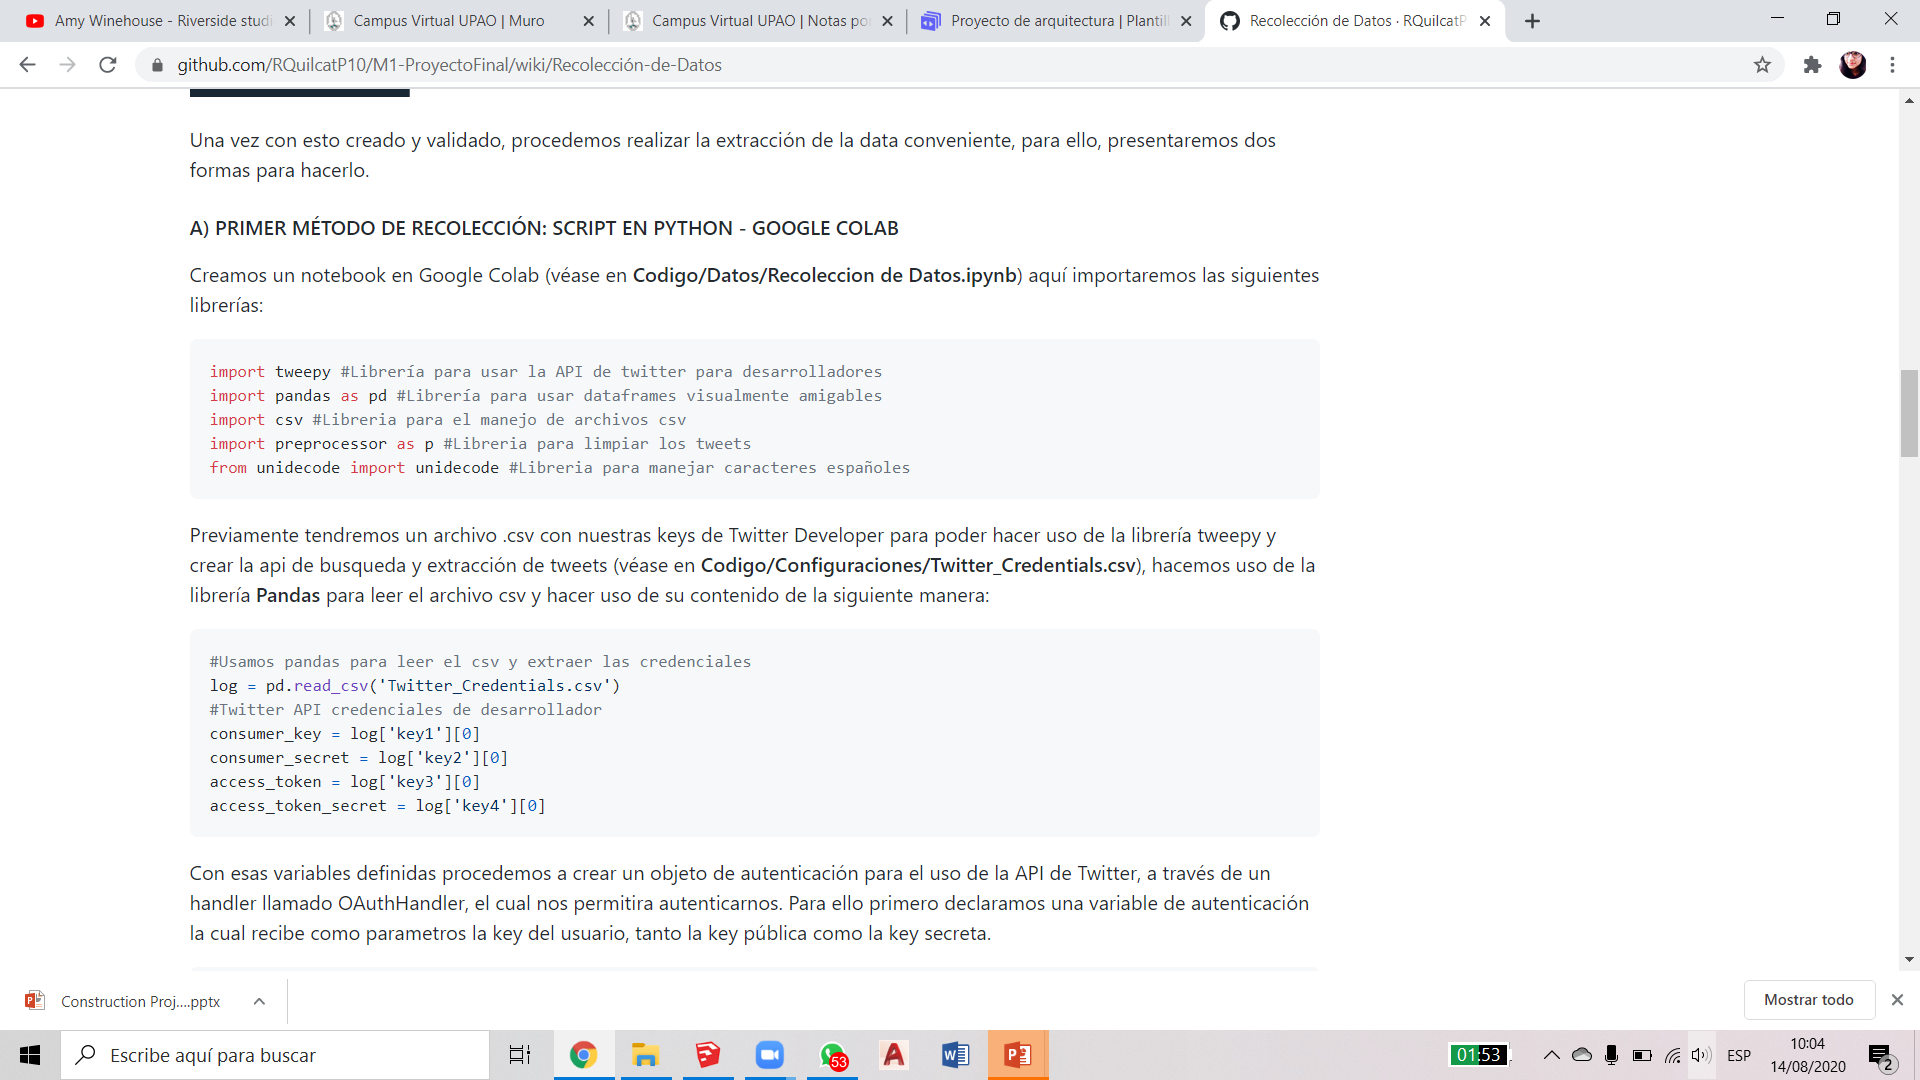 Amy Winehouse - Riverside studi
Campus Virtual UPAO | Muro
Campus Virtual UPAO | Notas po
Proyecto de arquitectura | Plantill
Recolección de Datos · RQuilcatP
github.com/RQuilcatP10/M1-ProyectoFinal/wiki/Recolección-de-Datos
Una vez con esto creado y validado, procedemos realizar la extracción de la data conveniente, para ello, presentaremos dos
formas para hacerlo.
A) PRIMER MÉTODO DE RECOLECCIÓN: SCRIPT EN PYTHON - GOOGLE COLAB
Creamos un notebook en Google Colab (véase en Codigo/Datos/Recoleccion de Datos.ipynb) aquí importaremos las siguientes
librerías:
import tweepy #Librería para usar la API de twitter para desarrolladores
import pandas as pd #Librería para usar dataframes visualmente amigables
import csv #Libreria para el manejo de archivos csv
import preprocessor as p #Libreria para limpiar los tweets
from unidecode import unidecode #Libreria para manejar caracteres españoles
Previamente tendremos un archivo .csv con nuestras keys de Twitter Developer para poder hacer uso de la librería tweepy y
crear la api de busqueda y extracción de tweets (véase en Codigo/Configuraciones/Twitter_Credentials.csv), hacemos uso de la
librería Pandas para leer el archivo csv y hacer uso de su contenido de la siguiente manera:
#Usamos pandas para leer el csv y extraer las credenciales
log = pd.read_csv('Twitter_Credentials.csv')
#Twitter API credenciales de desarrollador
consumer_key = log['key1'][0]
consumer_secret = log['key2'][0]
access_token = log['key3'][0]
access_token_secret = log['key4'][0]
Con esas variables definidas procedemos a crear un objeto de autenticación para el uso de la API de Twitter, a través de un
handler llamado OAuthHandler, el cual nos permitira autenticarnos. Para ello primero declaramos una variable de autenticación
la cual recibe como parametros la key del usuario, tanto la key pública como la key secreta.
Construction Proj....pptx
Mostrar todo
Escribe aquí para buscar
53
01:53
ESP
10:04
14/08/2020
2